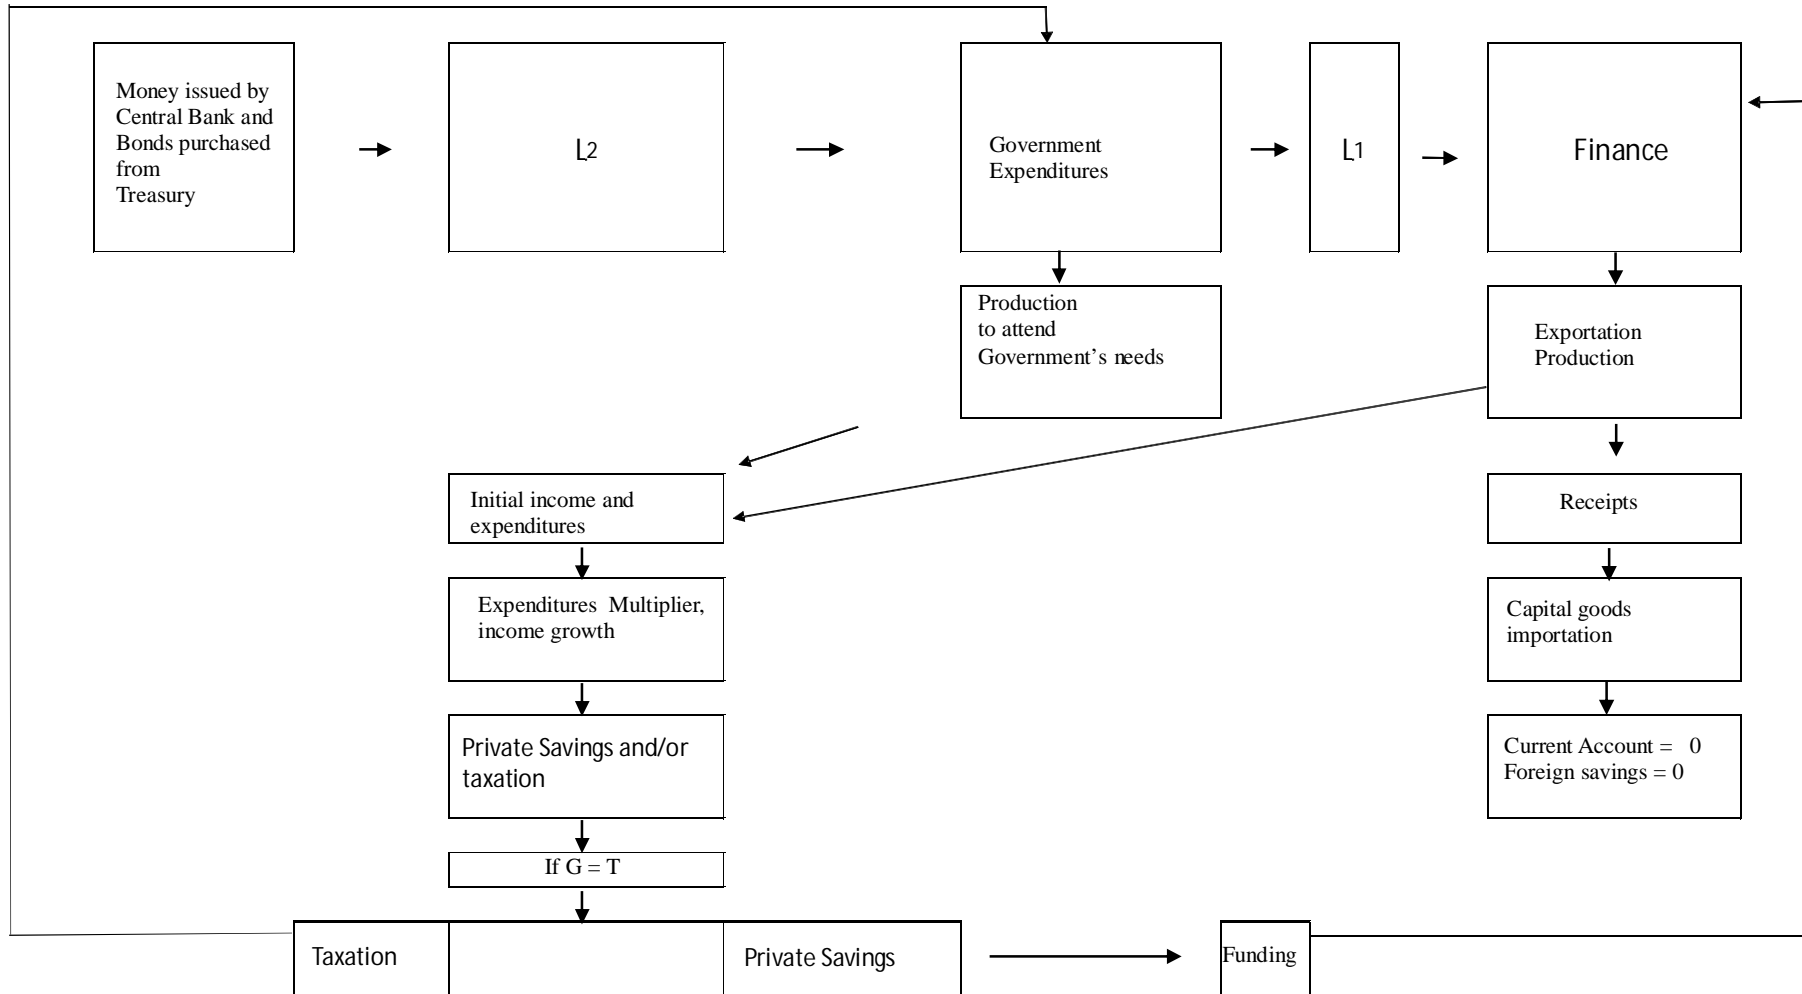 Money issued by
Central Bank and
Bonds purchased
from
Treasury
L2
Government
Expenditures
L1
Finance
Production
to attend
Government’s needs
Exportation
Production
Initial income and
expenditures
Receipts
Expenditures Multiplier,
income growth
Capital goods
importation
Private Savings and/or
taxation
Current Account = 0
Foreign savings = 0
If G = T
Taxation
Private Savings
Funding